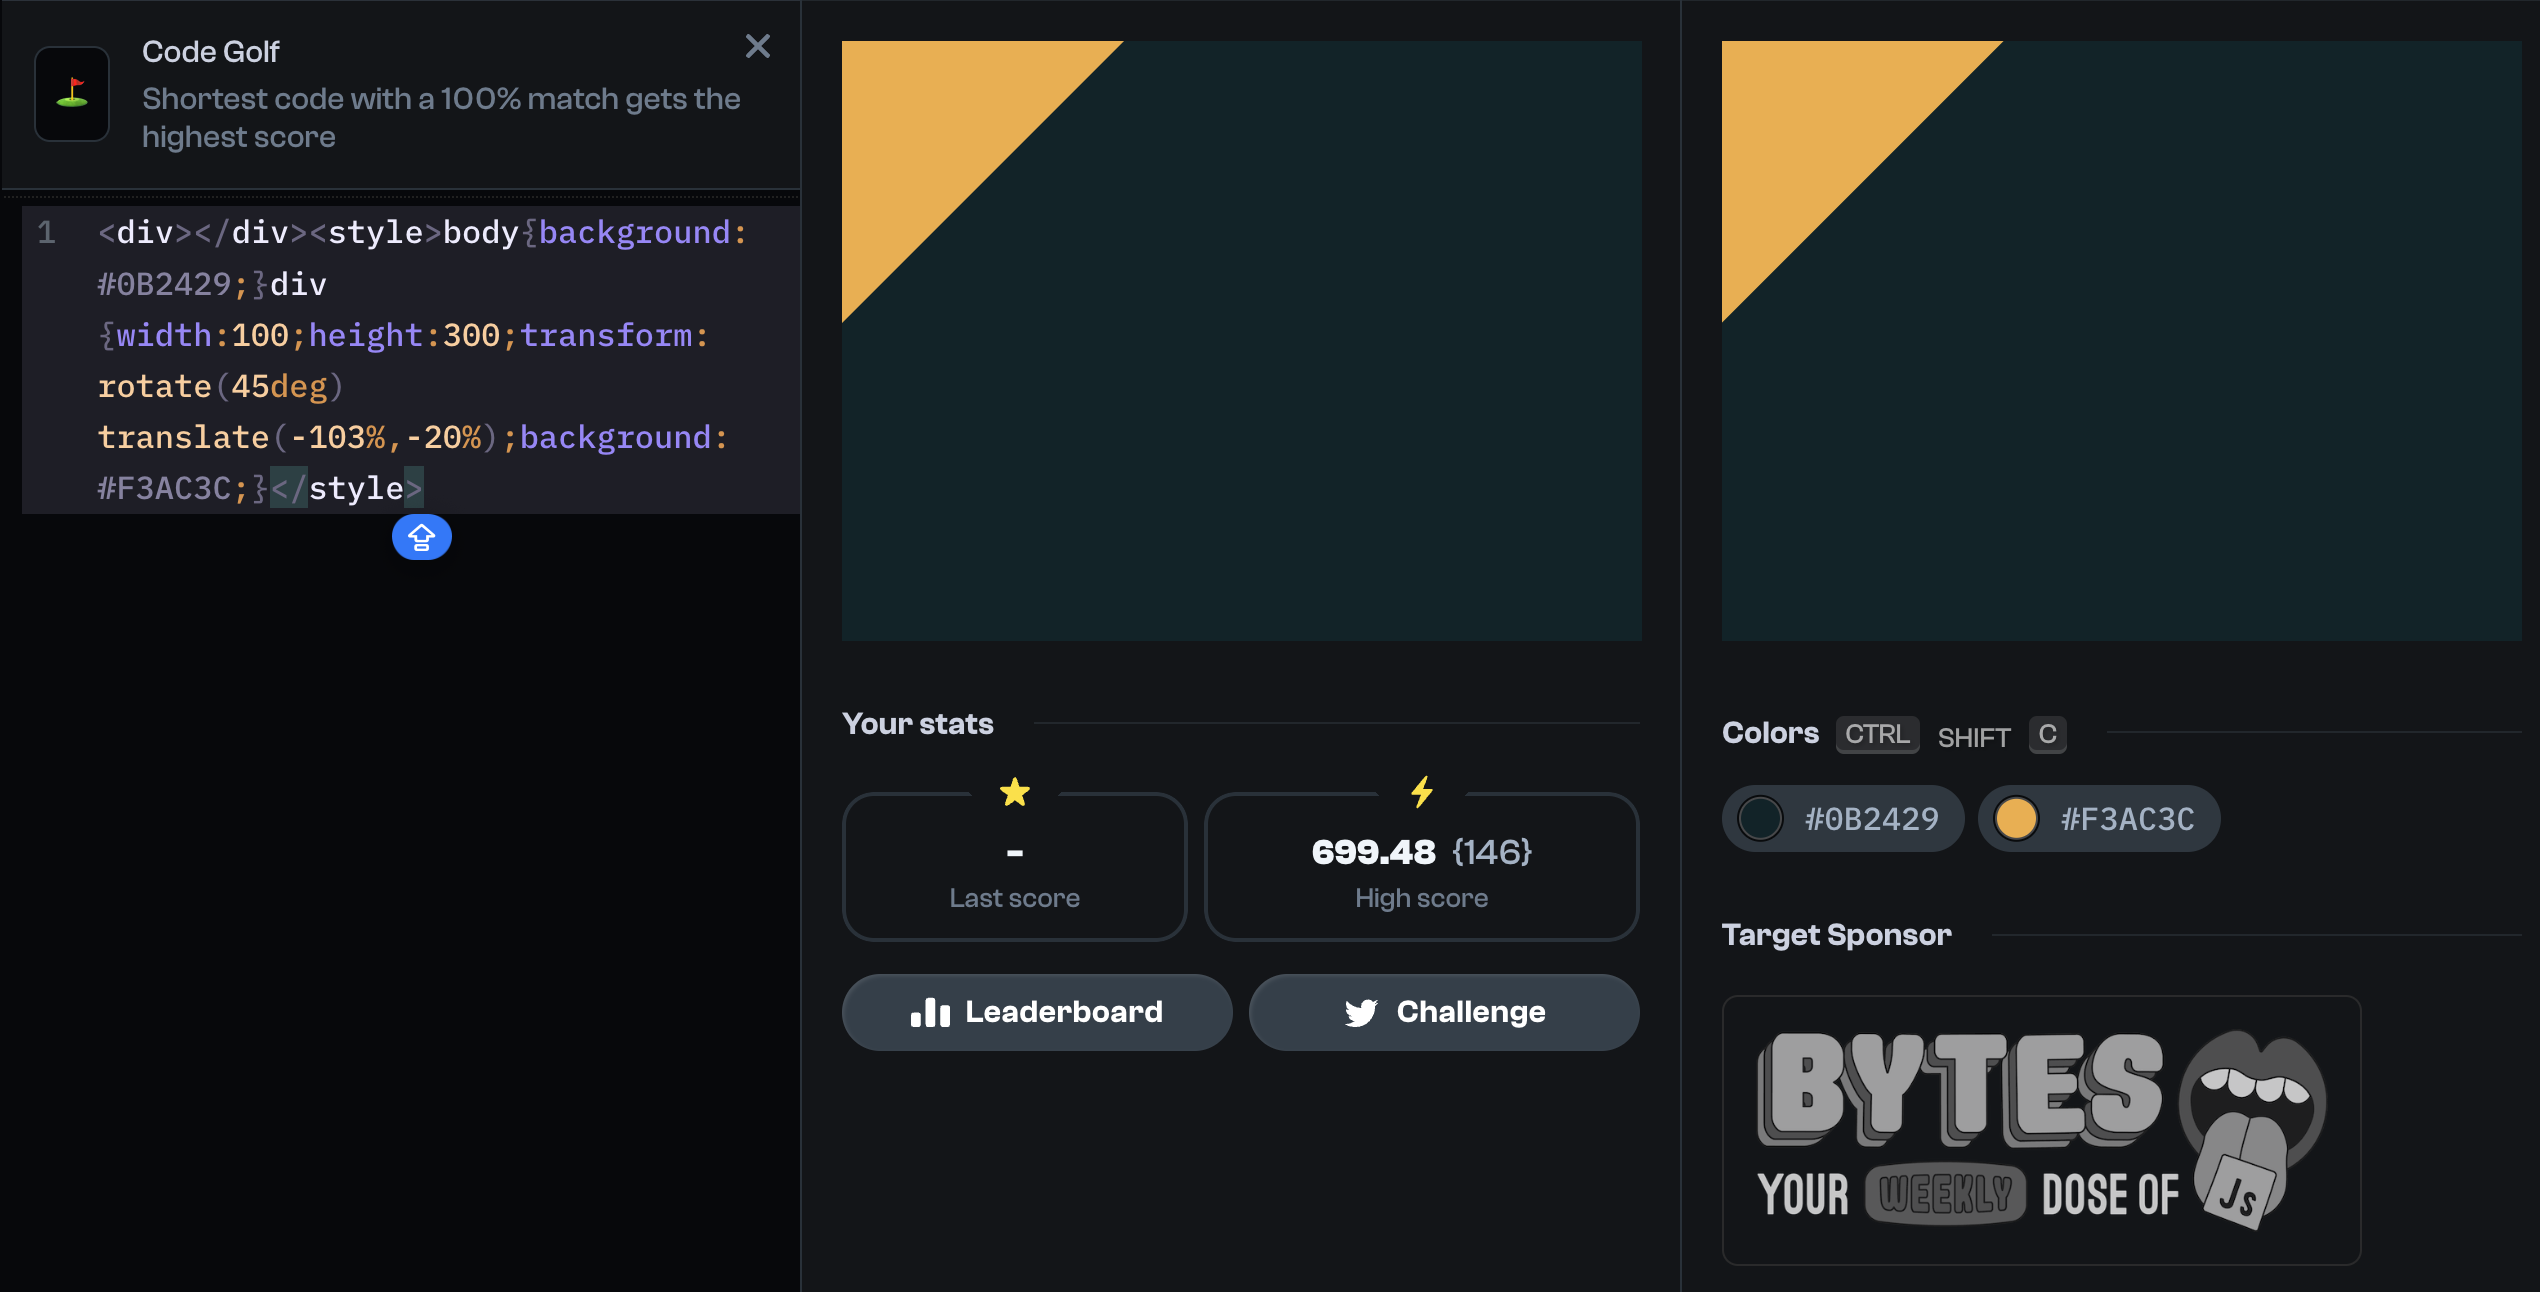 Code Golf
Shortest code with a 100% match gets the
highest score
1
<div></div><style>body{background:
#0B2429;}div
{width:100;height:300;transform:
rotate(45deg)
translate(-103%,-20%);background:
#F3AC3C;}</style>
Your stats
-
Last score
699.48 {146}
High score
Leaderboard
Challenge
Colors CTRL SHIFT C
#0B2429
#F3AC3C
Target Sponsor
BYTES
YOUR WEEKLY DOSE OF
JS